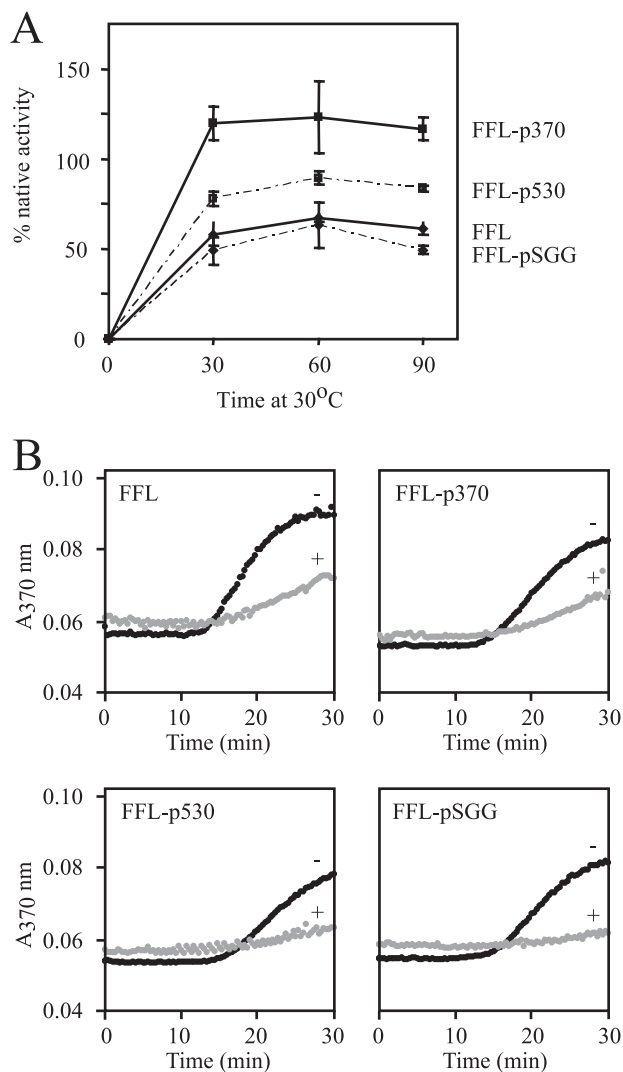 A
% native activity
150
100
50
0
0 30 60 90
Time at 30°C
FFL-p370
FFL-p530
FFL
FFL-pSGG
B
FFL
-
+
A370 nm
0.10
0.08
0.06
0.04
0 10 20 30
Time (min)
FFL-p370
-
+
0 10 20 30
Time (min)
FFL-p530
-
+
A370 nm
0.10
0.08
0.06
0.04
0 10 20 30
Time (min)
FFL-pSGG
-
+
0 10 20 30
Time (min)